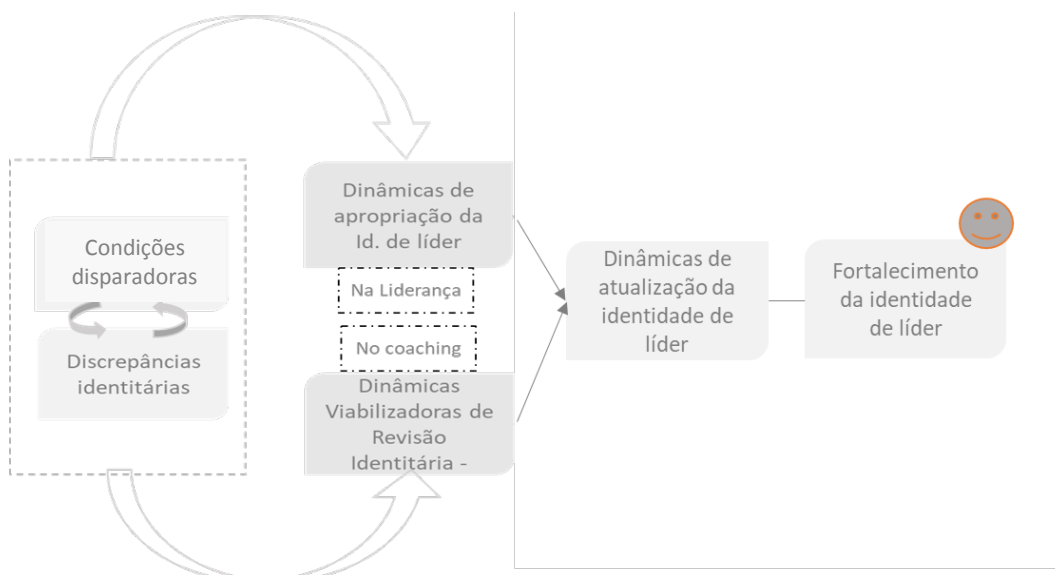 Condições
disparadoras
Discrepâncias
identitárias
Dinâmicas de
apropriação da
Id. de líder
Na Liderança
No coaching
Dinâmicas
Viabilizadoras de
Revisão
Identitária -
Dinâmicas de
atualização da
identidade de
líder
Fortalecimento
da identidade
de líder